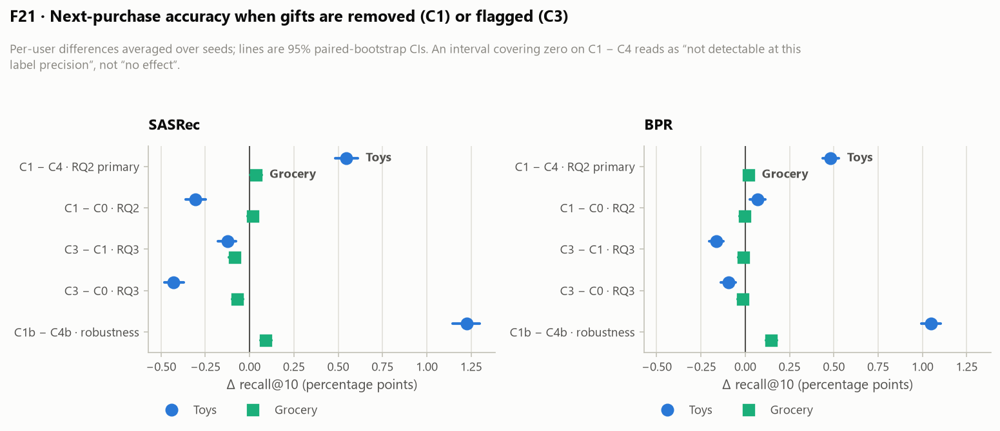 F21 · Next-purchase accuracy when gifts are removed (C1) or flagged (C3)
Per-user differences averaged over seeds; lines are 95% paired-bootstrap CIs. An interval covering zero on C1 − C4 reads as “not detectable at this
label precision”, not “no effect”.
SASRec
C1 − C4 · RQ2 primary
C1 − C0 · RQ2
C3 − C1 · RQ3
C3 − C0 · RQ3
C1b − C4b · robustness
Toys
Grocery
−0.50 −0.25 0.00 0.25 0.50 0.75 1.00 1.25
Δ recall@10 (percentage points)
Toys Grocery
BPR
C1 − C4 · RQ2 primary
C1 − C0 · RQ2
C3 − C1 · RQ3
C3 − C0 · RQ3
C1b − C4b · robustness
Toys
Grocery
−0.50 −0.25 0.00 0.25 0.50 0.75 1.00 1.25
Δ recall@10 (percentage points)
Toys Grocery